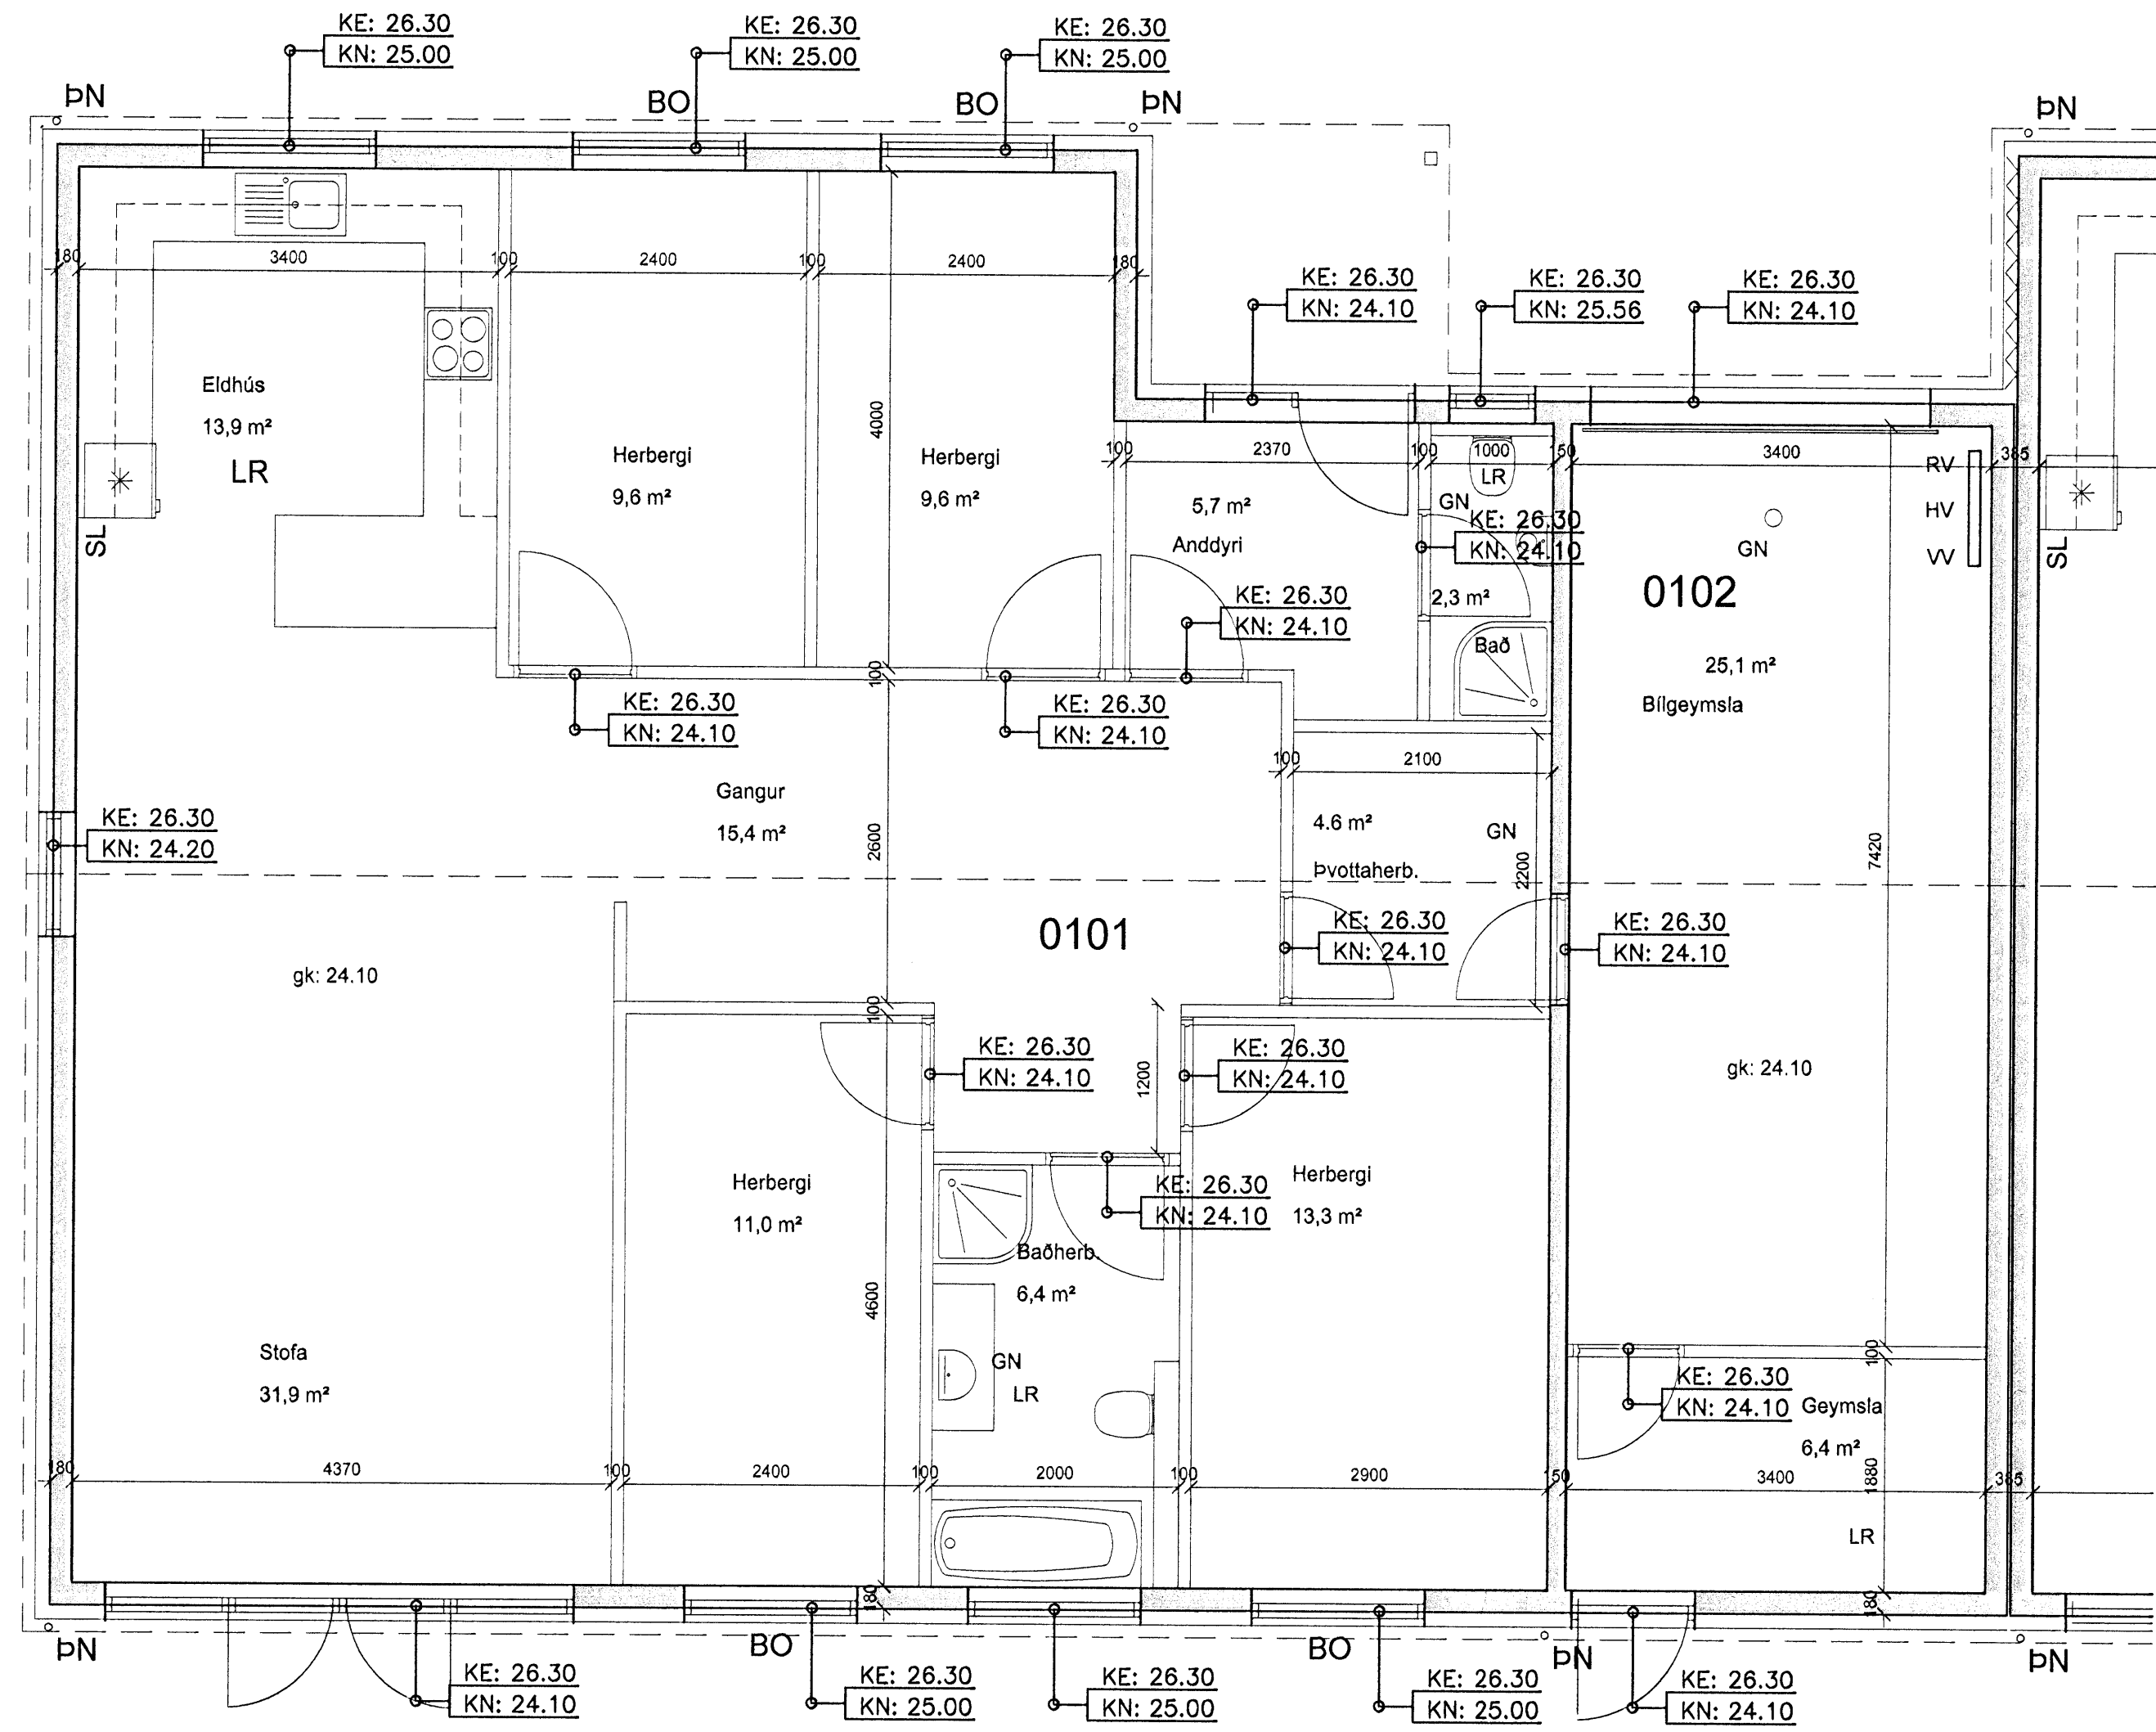 KE: 26.30
KN: 25.00
KE: 26.30
KN: 25.00
KE: 26.30
KN: 25.00
ÞN
BO
BO
ÞN
ÞN
180
3400
100
2400
100
2400
180
KE: 26.30
KN: 24.10
KE: 26.30
KN: 25.56
KE: 26.30
KN: 24.10
Eldhús
13,9 m²
LR
SL
4000
Herbergi
9,6 m²
Herbergi
9,6 m²
100
2370
100
1000
50
3400
385
LR
RV
HV
VV
GN
5,7 m²
Anddyri
KE: 26.30
KN: 24.10
GN
SL
0102
2,3 m²
Bað
25,1 m²
Bílgeymsla
KE: 26.30
KN: 24.10
100
KE: 26.30
KN: 24.10
KE: 26.30
KN: 24.10
100
2100
Gangur
15,4 m²
2600
KE: 26.30
KN: 24.20
4.6 m²
GN
Þvottaherb.
2200
7420
0101
KE: 26.30
KN: 24.10
KE: 26.30
KN: 24.10
gk: 24.10
100
KE: 26.30
KN: 24.10
1200
KE: 26.30
KN: 24.10
gk: 24.10
Herbergi
11,0 m²
KE: 26.30
KN: 24.10
Herbergi
13,3 m²
Baðherb.
6,4 m²
4600
Stofa
31,9 m²
GN
LR
100
KE: 26.30
KN: 24.10
Geymsla
6,4 m²
180
4370
100
2400
100
2000
100
2900
150
3400
1880
385
LR
180
180
ÞN
BO
BO
ÞN
ÞN
KE: 26.30
KN: 24.10
KE: 26.30
KN: 25.00
KE: 26.30
KN: 25.00
KE: 26.30
KN: 25.00
KE: 26.30
KN: 24.10